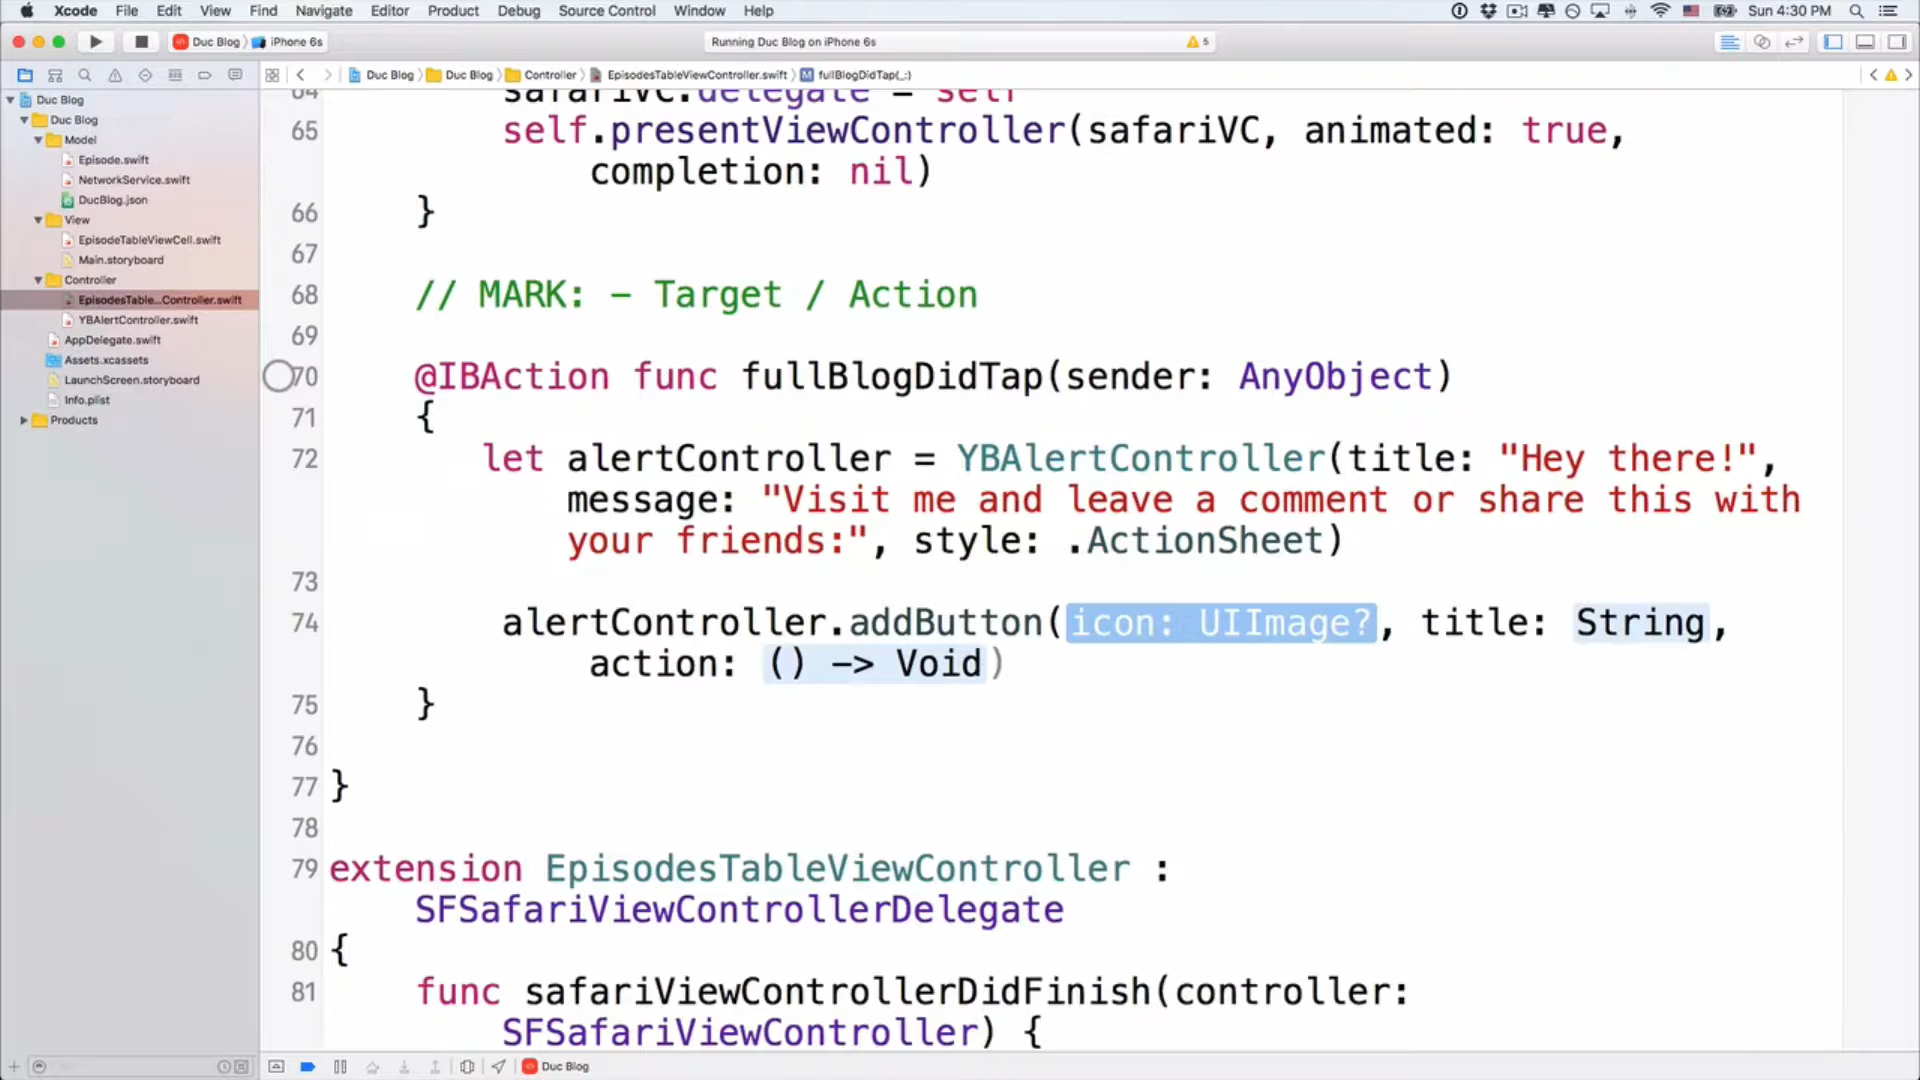 Xcode File Edit View Find Navigate Editor Product Debug Source Control Window Help Sun 4:30 PM
Duc Blog iPhone 6s Running Duc Blog on iPhone 6s 5
Duc Blog Duc Blog Controller EpisodesTableViewController.swift M fullBlogDidTap(_:)
Duc Blog
Duc Blog
Model
Episode.swift
NetworkService.swift
DucBlog.json
View
EpisodeTableViewCell.swift
Main.storyboard
Controller
EpisodesTable...Controller.swift
YBAlertController.swift
AppDelegate.swift
Assets.xcassets
LaunchScreen.storyboard
Info.plist
Products
64 safariVC.delegate = self
65 self.presentViewController(safariVC, animated: true,
completion: nil)
66 }
67
68 // MARK: - Target / Action
69
70 @IBAction func fullBlogDidTap(sender: AnyObject)
71 {
72 let alertController = YBAlertController(title: "Hey there!",
message: "Visit me and leave a comment or share this with
your friends:", style: .ActionSheet)
73
74 alertController.addButton(icon: UIImage?, title: String,
action: () -> Void)
75 }
76
77 }
78
79 extension EpisodesTableViewController :
SFSafariViewControllerDelegate
80 {
81 func safariViewControllerDidFinish(controller:
SFSafariViewController) {
Duc Blog